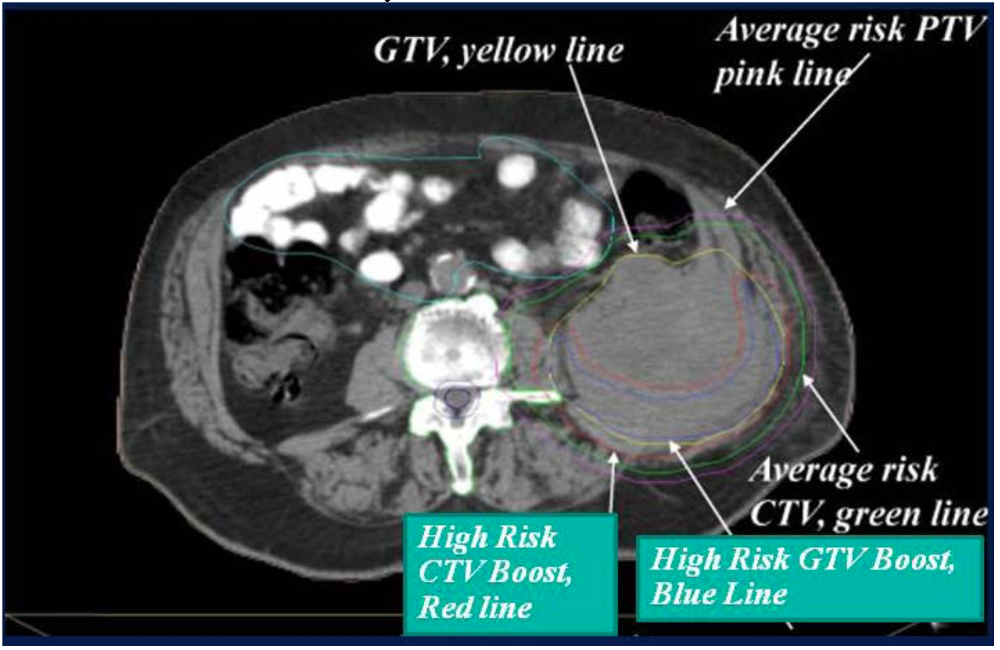 GTV, yellow line
Average risk PTV
pink line
Average risk
CTV, green line
High Risk
CTV Boost,
Red line
High Risk GTV Boost,
Blue Line